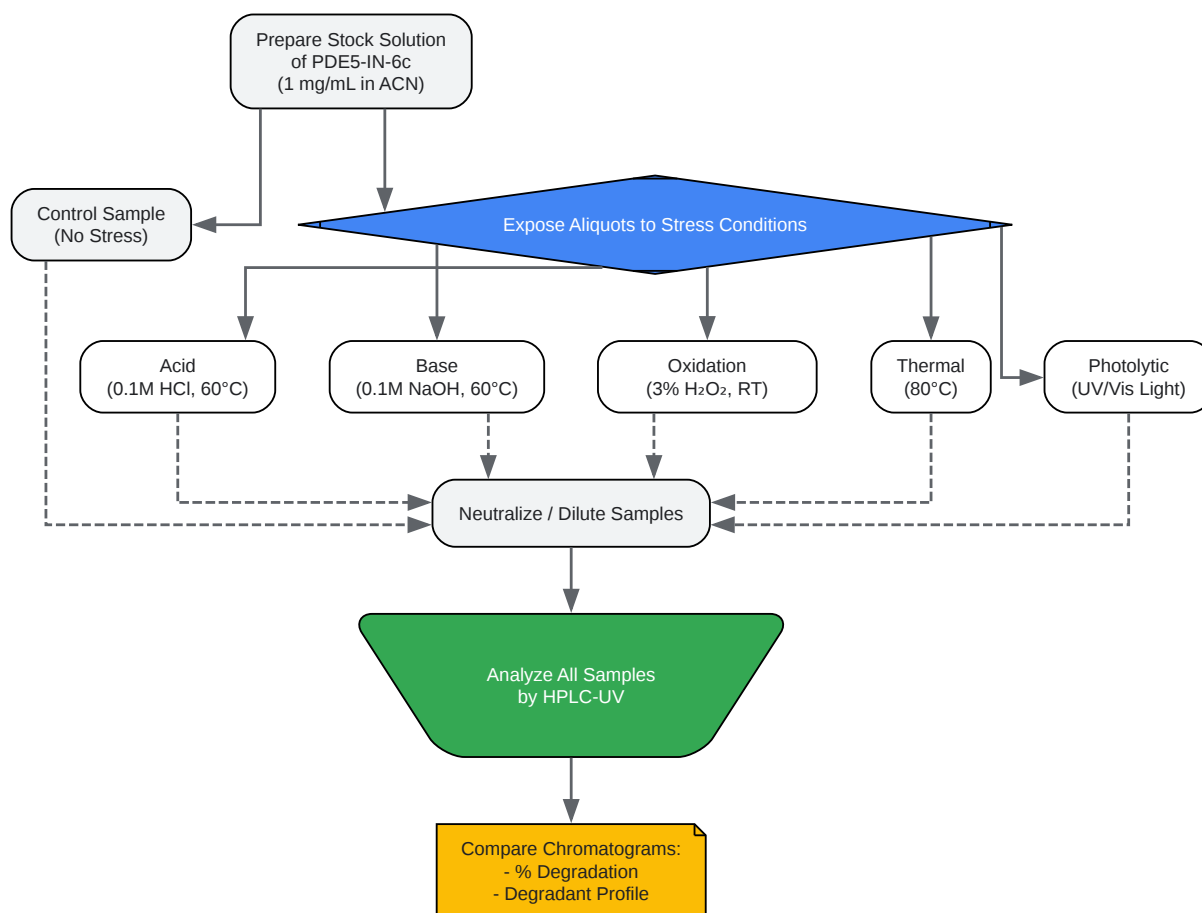 Prepare Stock Solution
of PDE5-IN-6c
(1 mg/mL in ACN)
Control Sample
(No Stress)
Expose Aliquots to Stress Conditions
Acid
(0.1M HCl, 60°C)
Base
(0.1M NaOH, 60°C)
Oxidation
(3% H₂O₂, RT)
Thermal
(80°C)
Photolytic
(UV/Vis Light)
Neutralize / Dilute Samples
Analyze All Samples
by HPLC-UV
Compare Chromatograms:
- % Degradation
- Degradant Profile